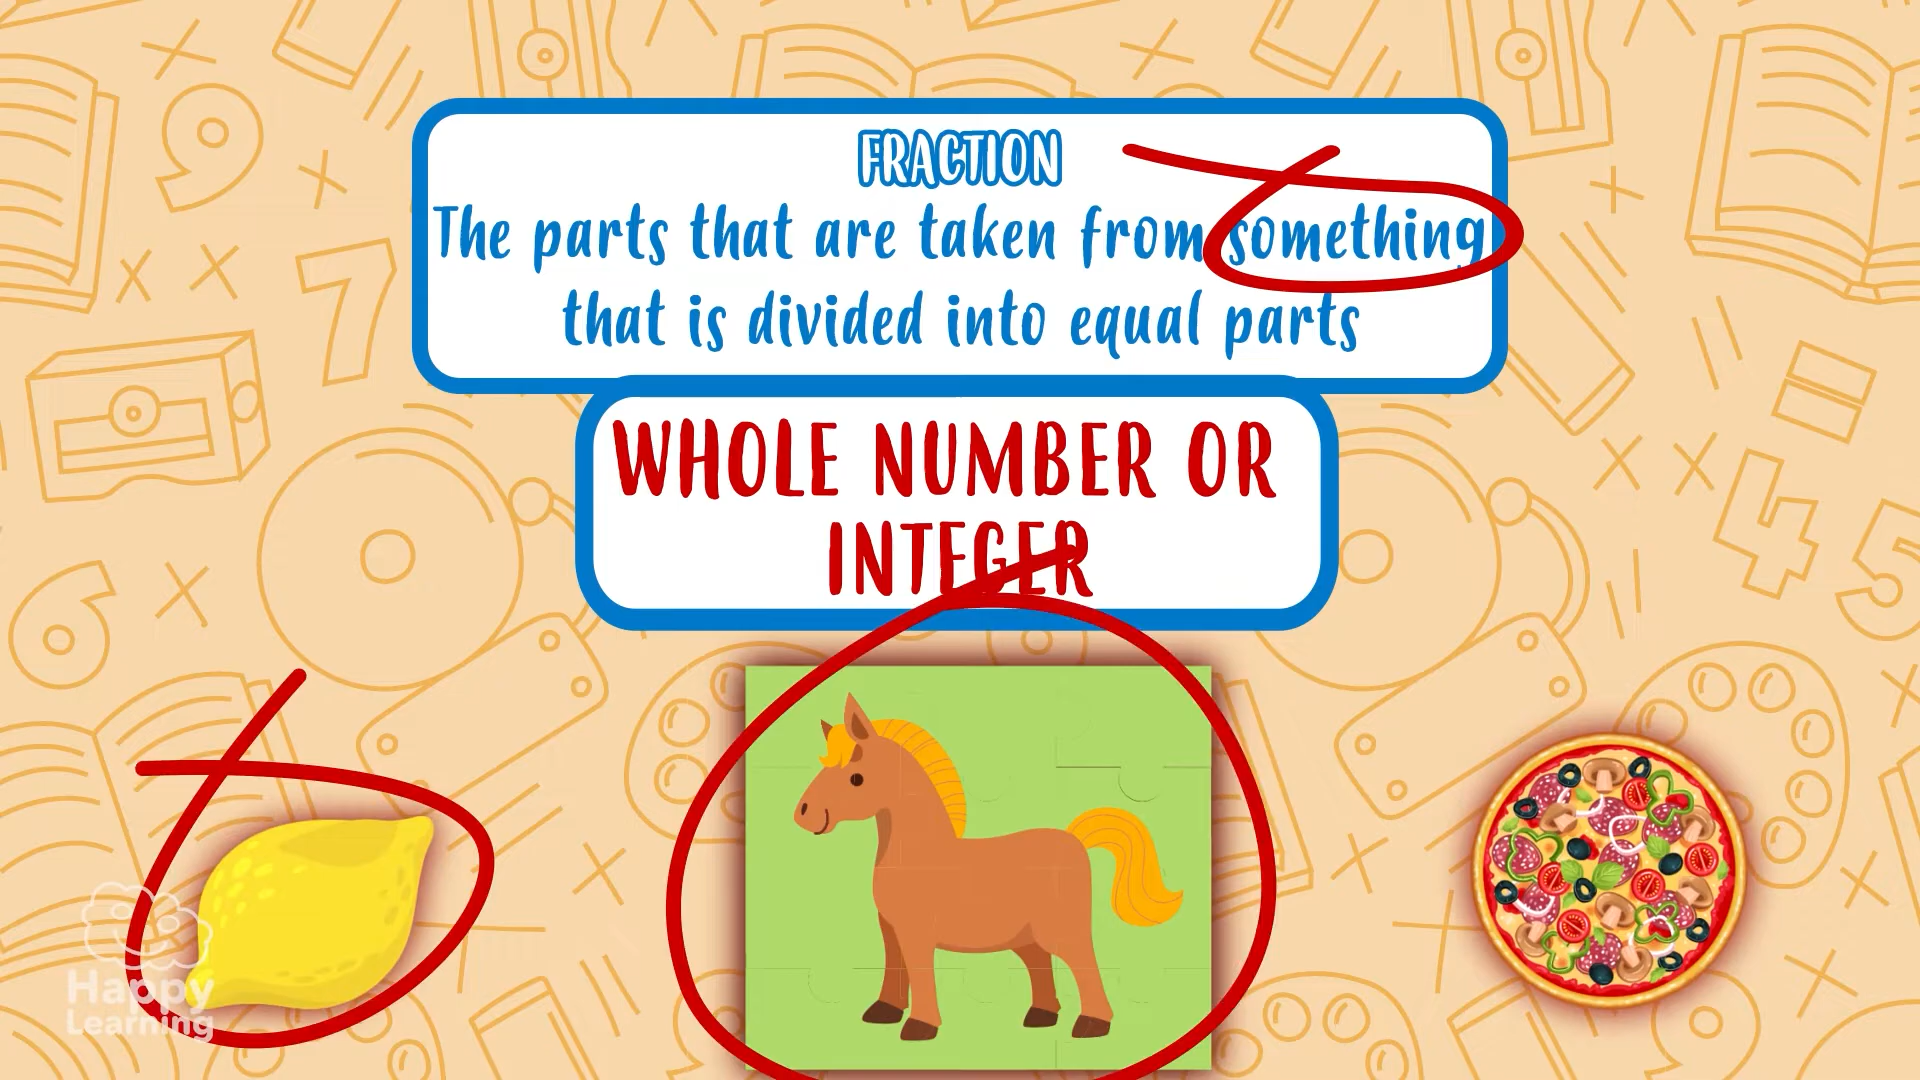 FRACTION
The parts that are taken from something
that is divided into equal parts
WHOLE NUMBER OR
INTEGER
Happy
Learning